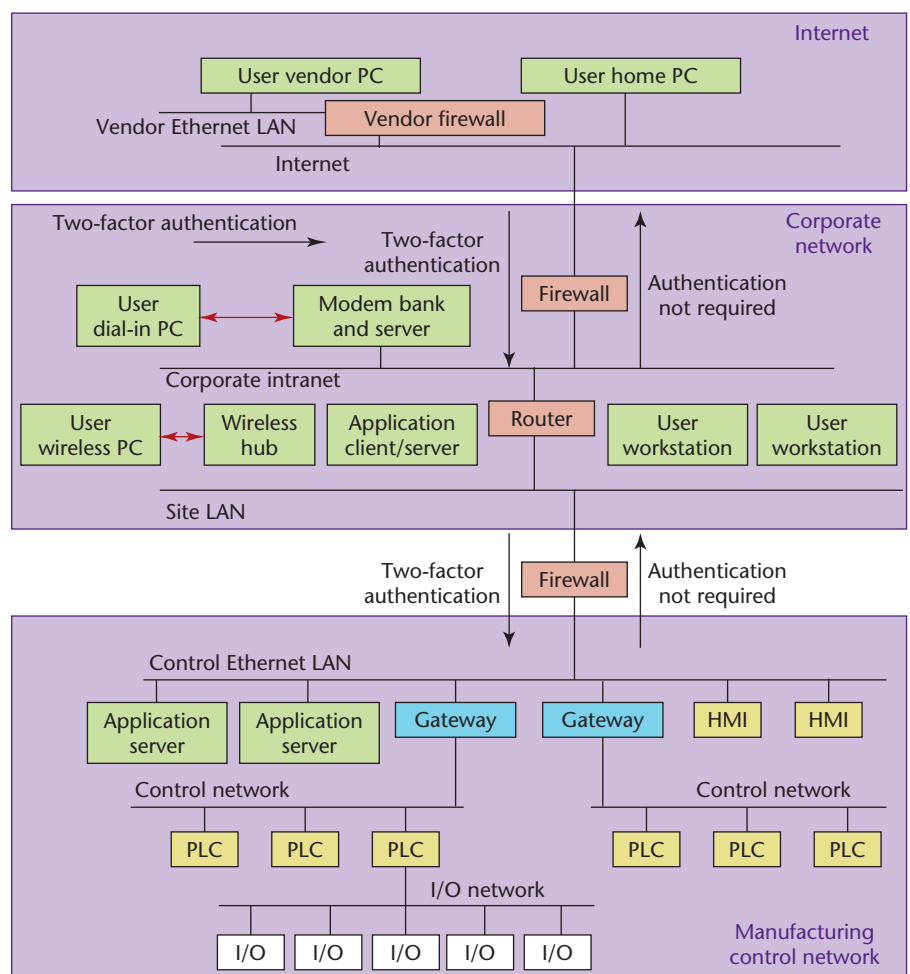 Internet
User vendor PC
User home PC
Vendor Ethernet LAN
Vendor firewall
Internet
Corporate
network
Two-factor authentication
Two-factor
authentication
Firewall
Authentication
not required
User
dial-in PC
Modem bank
and server
Corporate intranet
User
wireless PC
Wireless
hub
Application
client/server
Router
User
workstation
User
workstation
Site LAN
Two-factor
authentication
Firewall
Authentication
not required
Control Ethernet LAN
Application
server
Application
server
Gateway
Gateway
HMI
HMI
Control network
Control network
PLC
PLC
PLC
PLC
PLC
PLC
I/O network
I/O
I/O
I/O
I/O
I/O
Manufacturing
control network